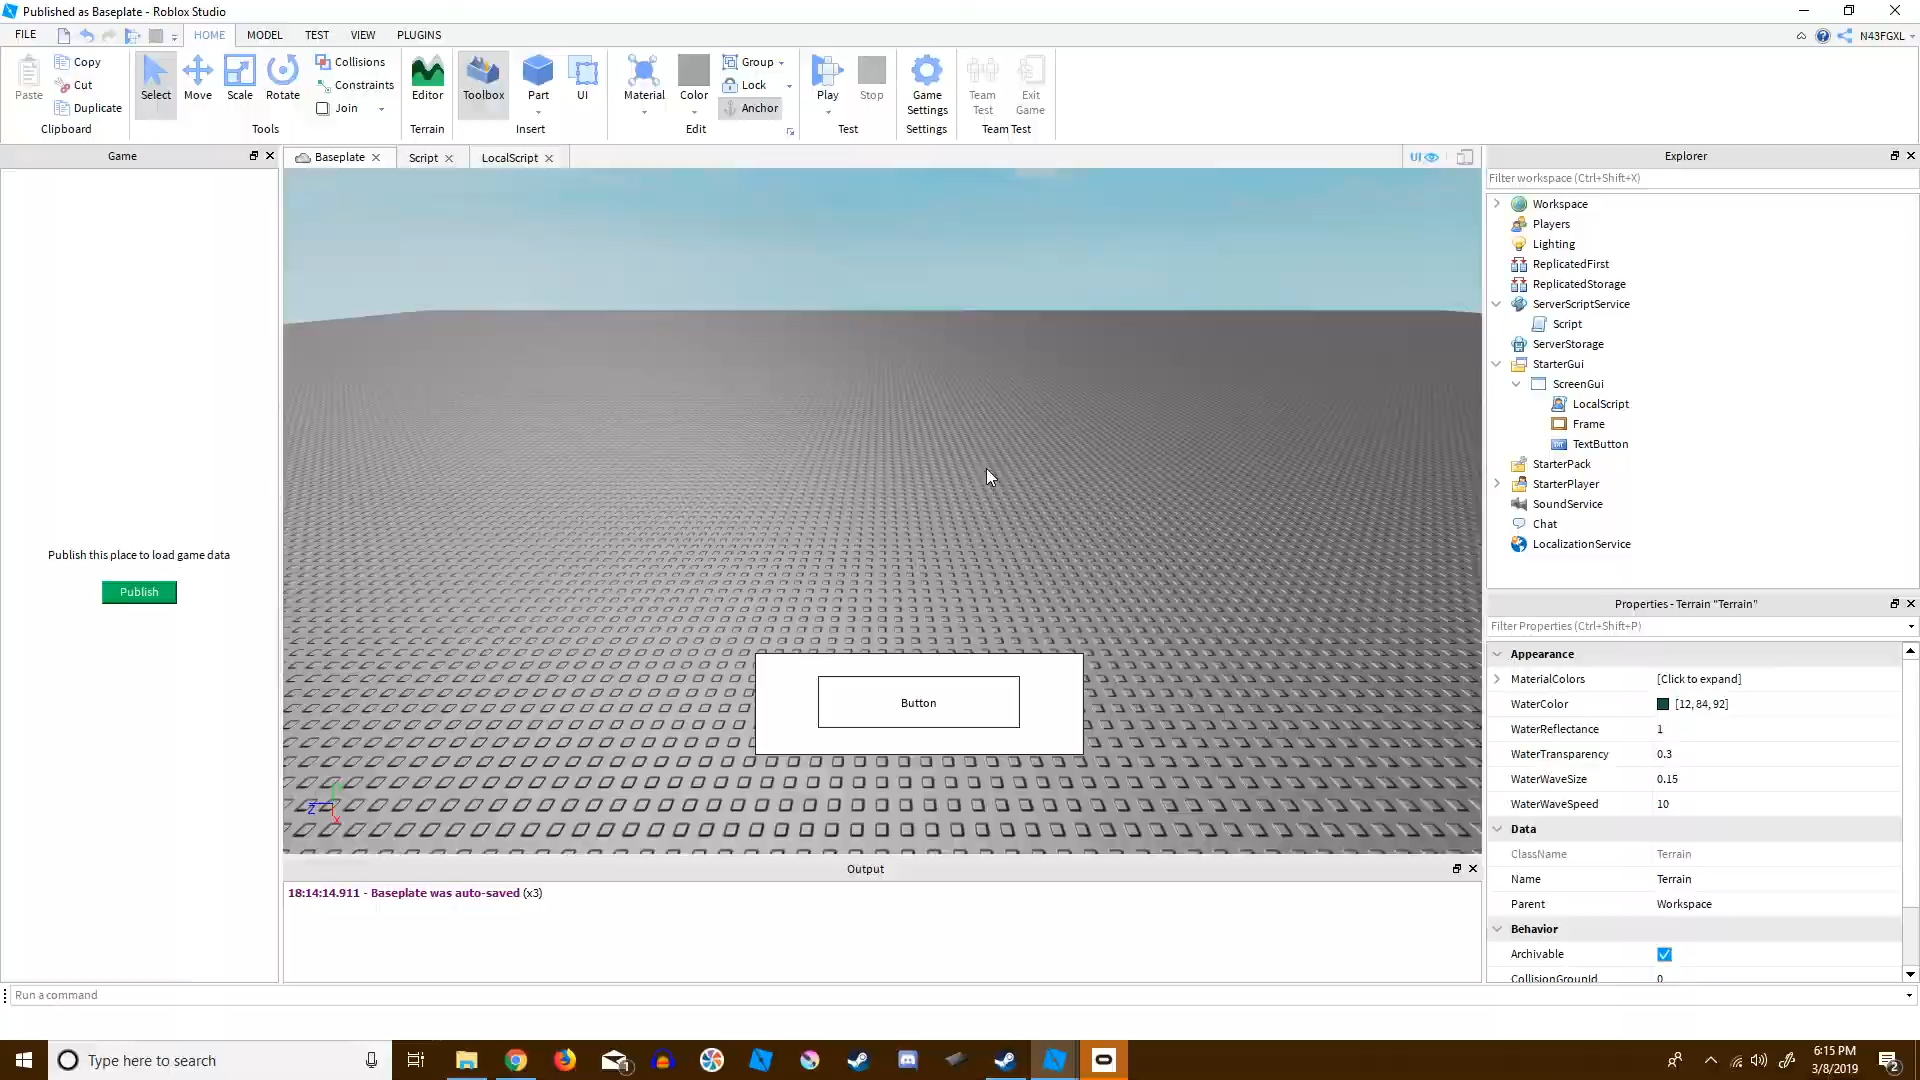 Published as Baseplate - Roblox Studio
FILE
HOME
MODEL
TEST
VIEW
PLUGINS
N43FGXL
Paste
Copy
Cut
Duplicate
Clipboard
Select
Move
Scale
Rotate
Collisions
Constraints
Join
Tools
Editor
Terrain
Toolbox
Part
UI
Insert
Material
Color
Group
Lock
Anchor
Edit
Play
Stop
Test
Game
Settings
Settings
Team
Test
Exit
Game
Team Test
Game
Baseplate
Script
LocalScript
UI
Explorer
Filter workspace (Ctrl+Shift+X)
Workspace
Players
Lighting
ReplicatedFirst
ReplicatedStorage
ServerScriptService
Script
ServerStorage
StarterGui
ScreenGui
LocalScript
Frame
TextButton
StarterPack
StarterPlayer
SoundService
Chat
LocalizationService
Publish this place to load game data
Publish
Button
Z
X
Properties - Terrain "Terrain"
Filter Properties (Ctrl+Shift+P)
Appearance
MaterialColors [Click to expand]
WaterColor [12, 84, 92]
WaterReflectance 1
WaterTransparency 0.3
WaterWaveSize 0.15
WaterWaveSpeed 10
Data
ClassName Terrain
Name Terrain
Parent Workspace
Behavior
Archivable
CollisionGroupId 0
Output
18:14:14.911 - Baseplate was auto-saved (x3)
Run a command
Type here to search
1
6:15 PM
3/8/2019
2